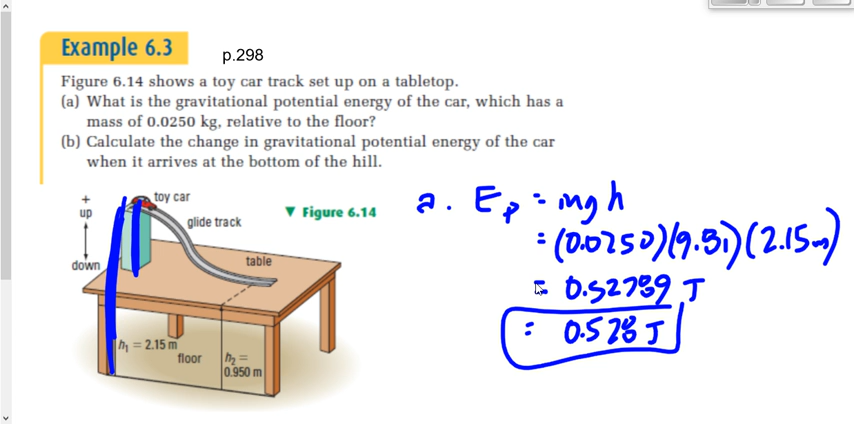 Example 6.3
p.298
Figure 6.14 shows a toy car track set up on a tabletop.
(a) What is the gravitational potential energy of the car, which has a
mass of 0.0250 kg, relative to the floor?
(b) Calculate the change in gravitational potential energy of the car
when it arrives at the bottom of the hill.
+
up
down
toy car
glide track
▼ Figure 6.14
table
h₁ = 2.15 m
floor
h₂ =
0.950 m
a. Eₚ = mgh
= (0.0250)(9.81)(2.15m)
= 0.52739 J
= 0.528 J